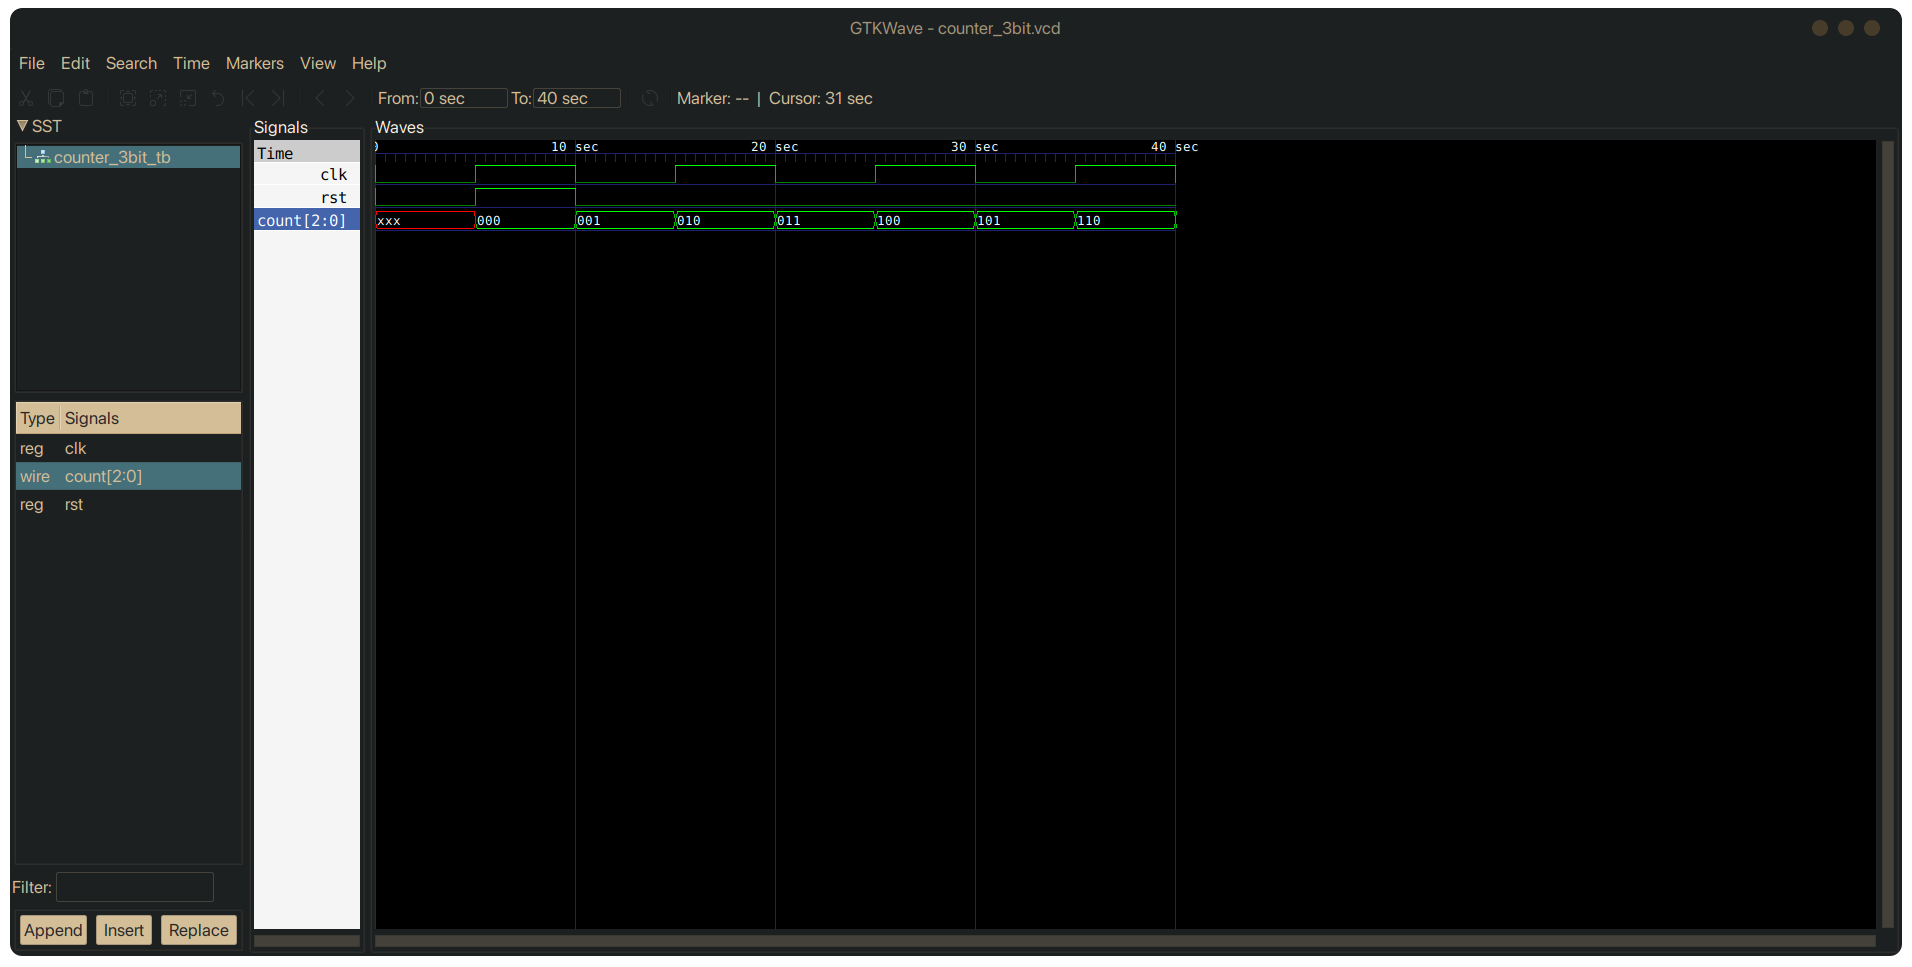 GTKWave - counter_3bit.vcd
File Edit Search Time Markers View Help
From: 0 sec To: 40 sec Marker: -- | Cursor: 31 sec
SST
counter_3bit_tb
Type Signals
reg clk
wire count[2:0]
reg rst
Filter:
Append Insert Replace
Signals
Time
clk
rst
count[2:0]
Waves
0 10 sec 20 sec 30 sec 40 sec
xxx 000 001 010 011 100 101 110